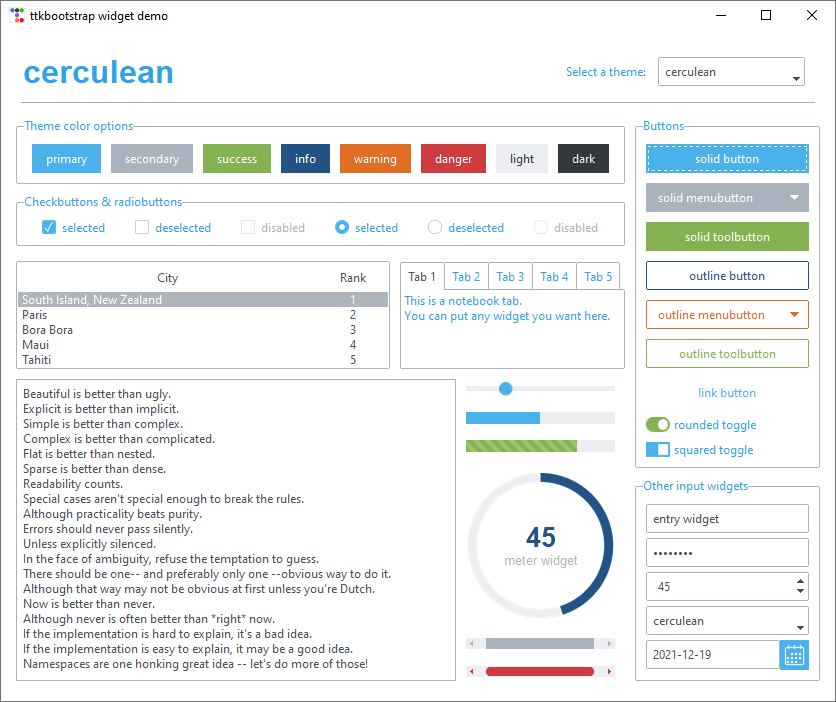 ttkbootstrap widget demo
cerculean
Select a theme: cerculean
Theme color options
primary secondary success info warning danger light dark
Checkbuttons & radiobuttons
selected deselected disabled selected deselected disabled
City Rank
South Island, New Zealand 1
Paris 2
Bora Bora 3
Maui 4
Tahiti 5
Tab 1 Tab 2 Tab 3 Tab 4 Tab 5
This is a notebook tab.
You can put any widget you want here.
Beautiful is better than ugly.
Explicit is better than implicit.
Simple is better than complex.
Complex is better than complicated.
Flat is better than nested.
Sparse is better than dense.
Readability counts.
Special cases aren't special enough to break the rules.
Although practicality beats purity.
Errors should never pass silently.
Unless explicitly silenced.
In the face of ambiguity, refuse the temptation to guess.
There should be one-- and preferably only one --obvious way to do it.
Although that way may not be obvious at first unless you're Dutch.
Now is better than never.
Although never is often better than *right* now.
If the implementation is hard to explain, it's a bad idea.
If the implementation is easy to explain, it may be a good idea.
Namespaces are one honking great idea -- let's do more of those!
45
meter widget
Buttons
solid button
solid menubutton
solid toolbutton
outline button
outline menubutton
outline toolbutton
link button
rounded toggle
squared toggle
Other input widgets
entry widget
••••••••
45
cerculean
2021-12-19